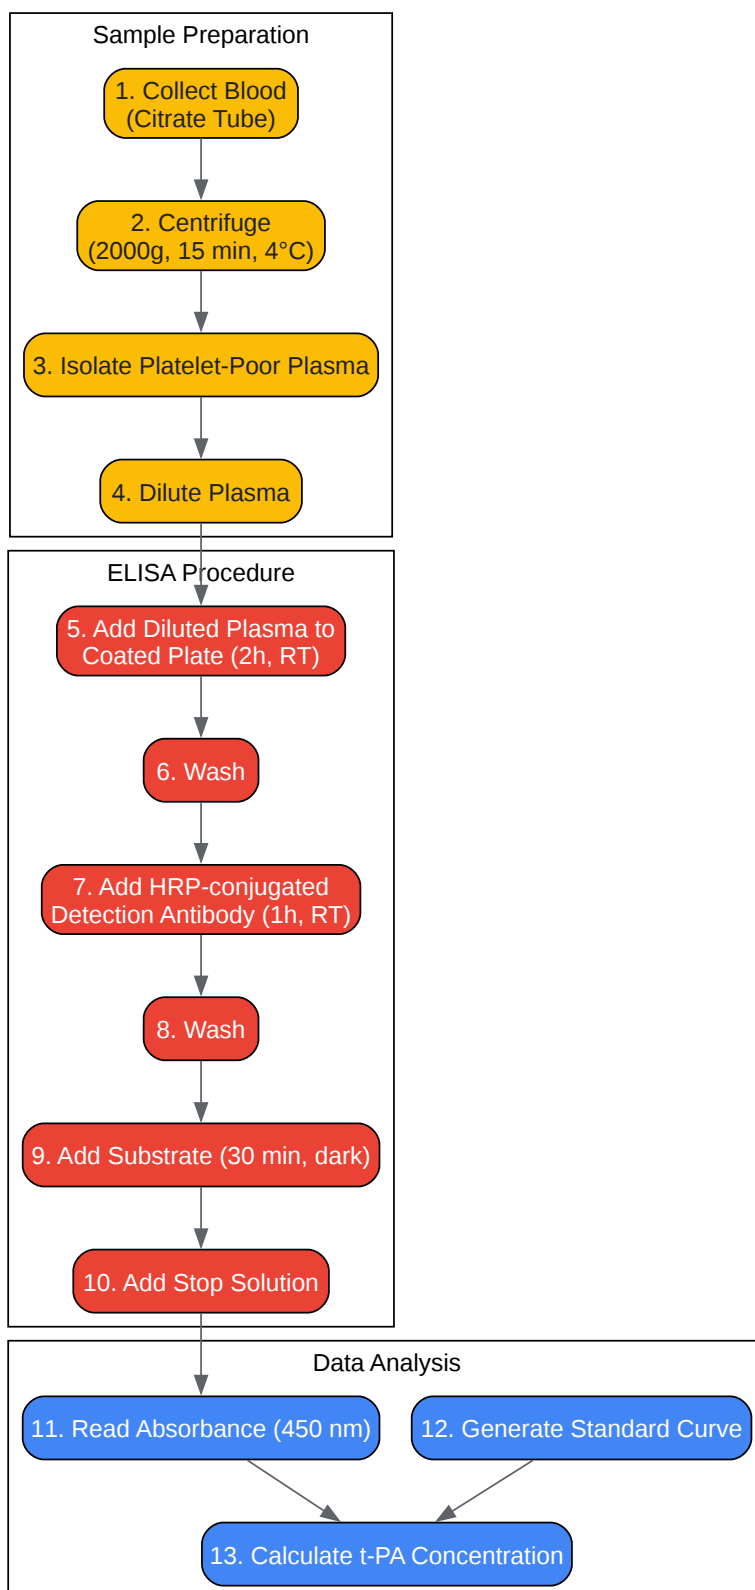 Sample Preparation
1. Collect Blood
(Citrate Tube)
2. Centrifuge
(2000g, 15 min, 4°C)
3. Isolate Platelet-Poor Plasma
4. Dilute Plasma
ELISA Procedure
5. Add Diluted Plasma to
Coated Plate (2h, RT)
6. Wash
7. Add HRP-conjugated
Detection Antibody (1h, RT)
8. Wash
9. Add Substrate (30 min, dark)
10. Add Stop Solution
Data Analysis
11. Read Absorbance (450 nm)
12. Generate Standard Curve
13. Calculate t-PA Concentration